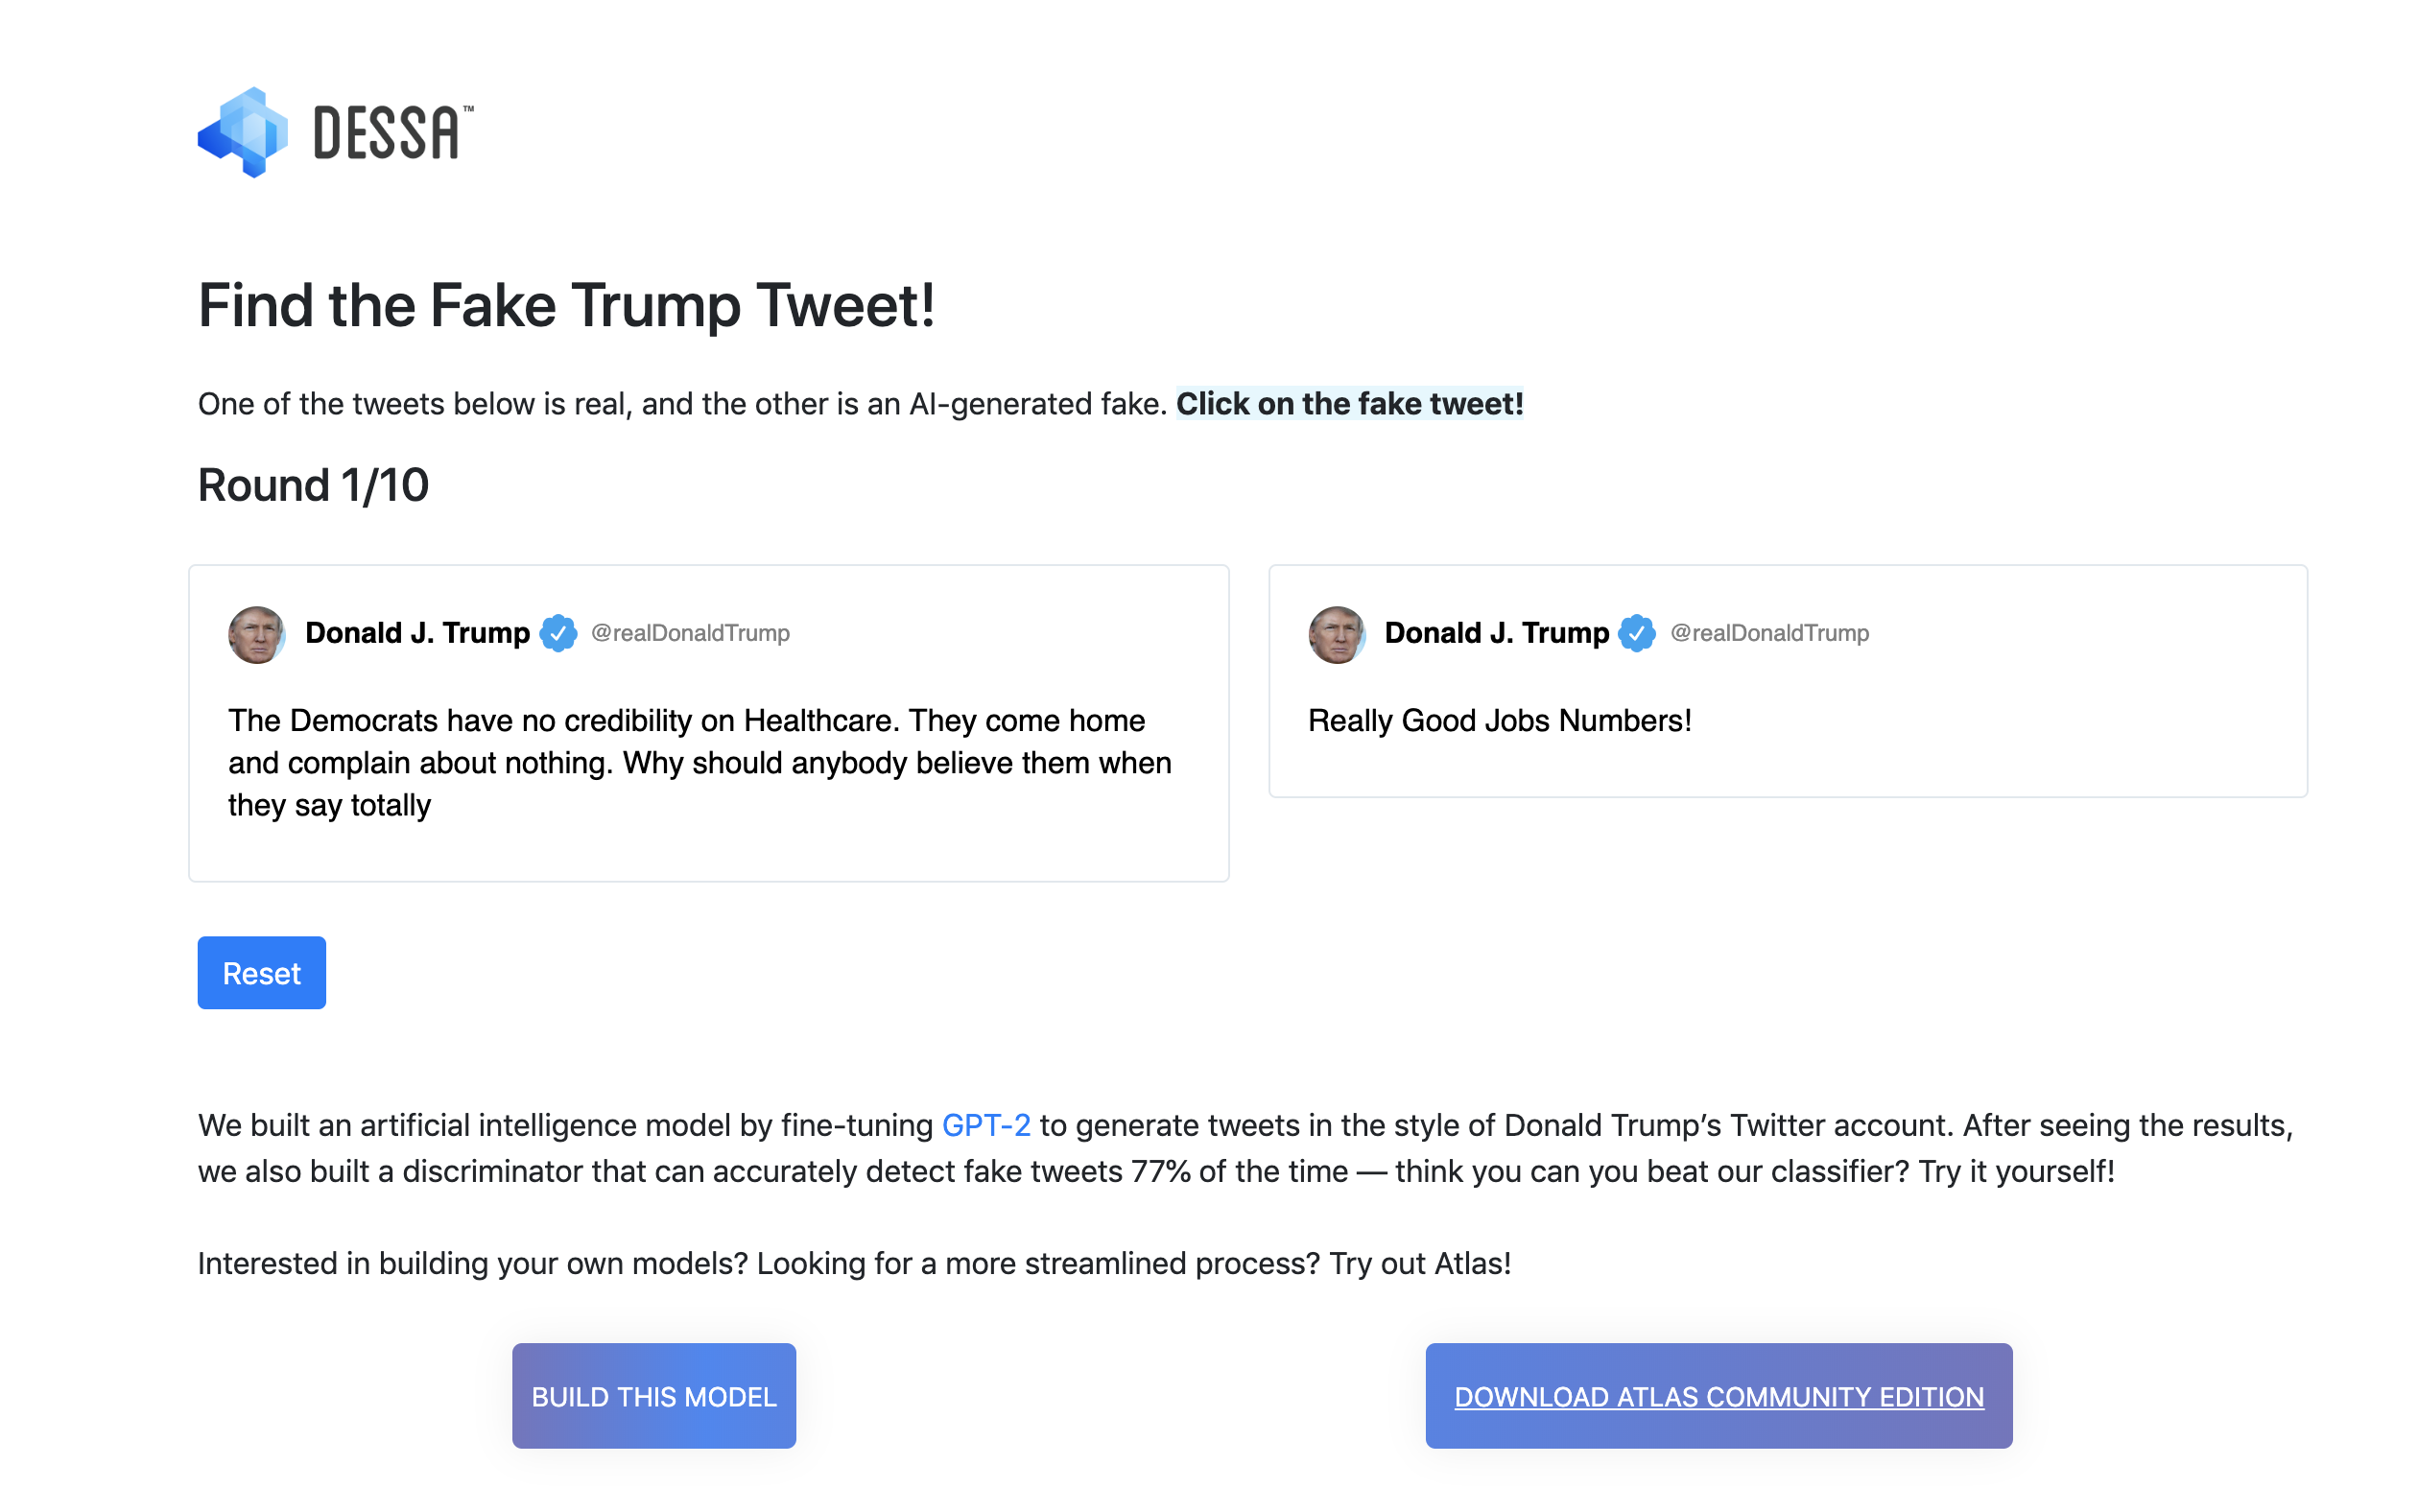 DESSA™
Find the Fake Trump Tweet!
One of the tweets below is real, and the other is an AI-generated fake. Click on the fake tweet!
Round 1/10
Donald J. Trump @realDonaldTrump
The Democrats have no credibility on Healthcare. They come home
and complain about nothing. Why should anybody believe them when
they say totally
Donald J. Trump @realDonaldTrump
Really Good Jobs Numbers!
Reset
We built an artificial intelligence model by fine-tuning GPT-2 to generate tweets in the style of Donald Trump’s Twitter account. After seeing the results,
we also built a discriminator that can accurately detect fake tweets 77% of the time — think you can you beat our classifier? Try it yourself!
Interested in building your own models? Looking for a more streamlined process? Try out Atlas!
BUILD THIS MODEL
DOWNLOAD ATLAS COMMUNITY EDITION